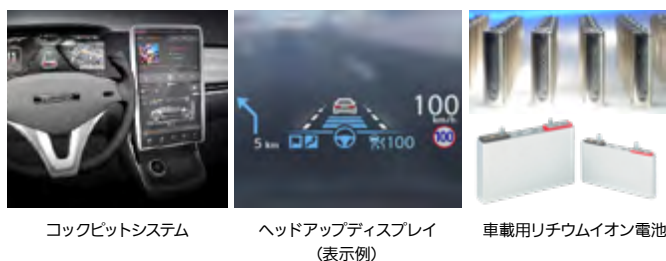 100
km/h
5 km
100
100
コックピットシステム
ヘッドアップディスプレイ
（表示例）
車載用リチウムイオン電池